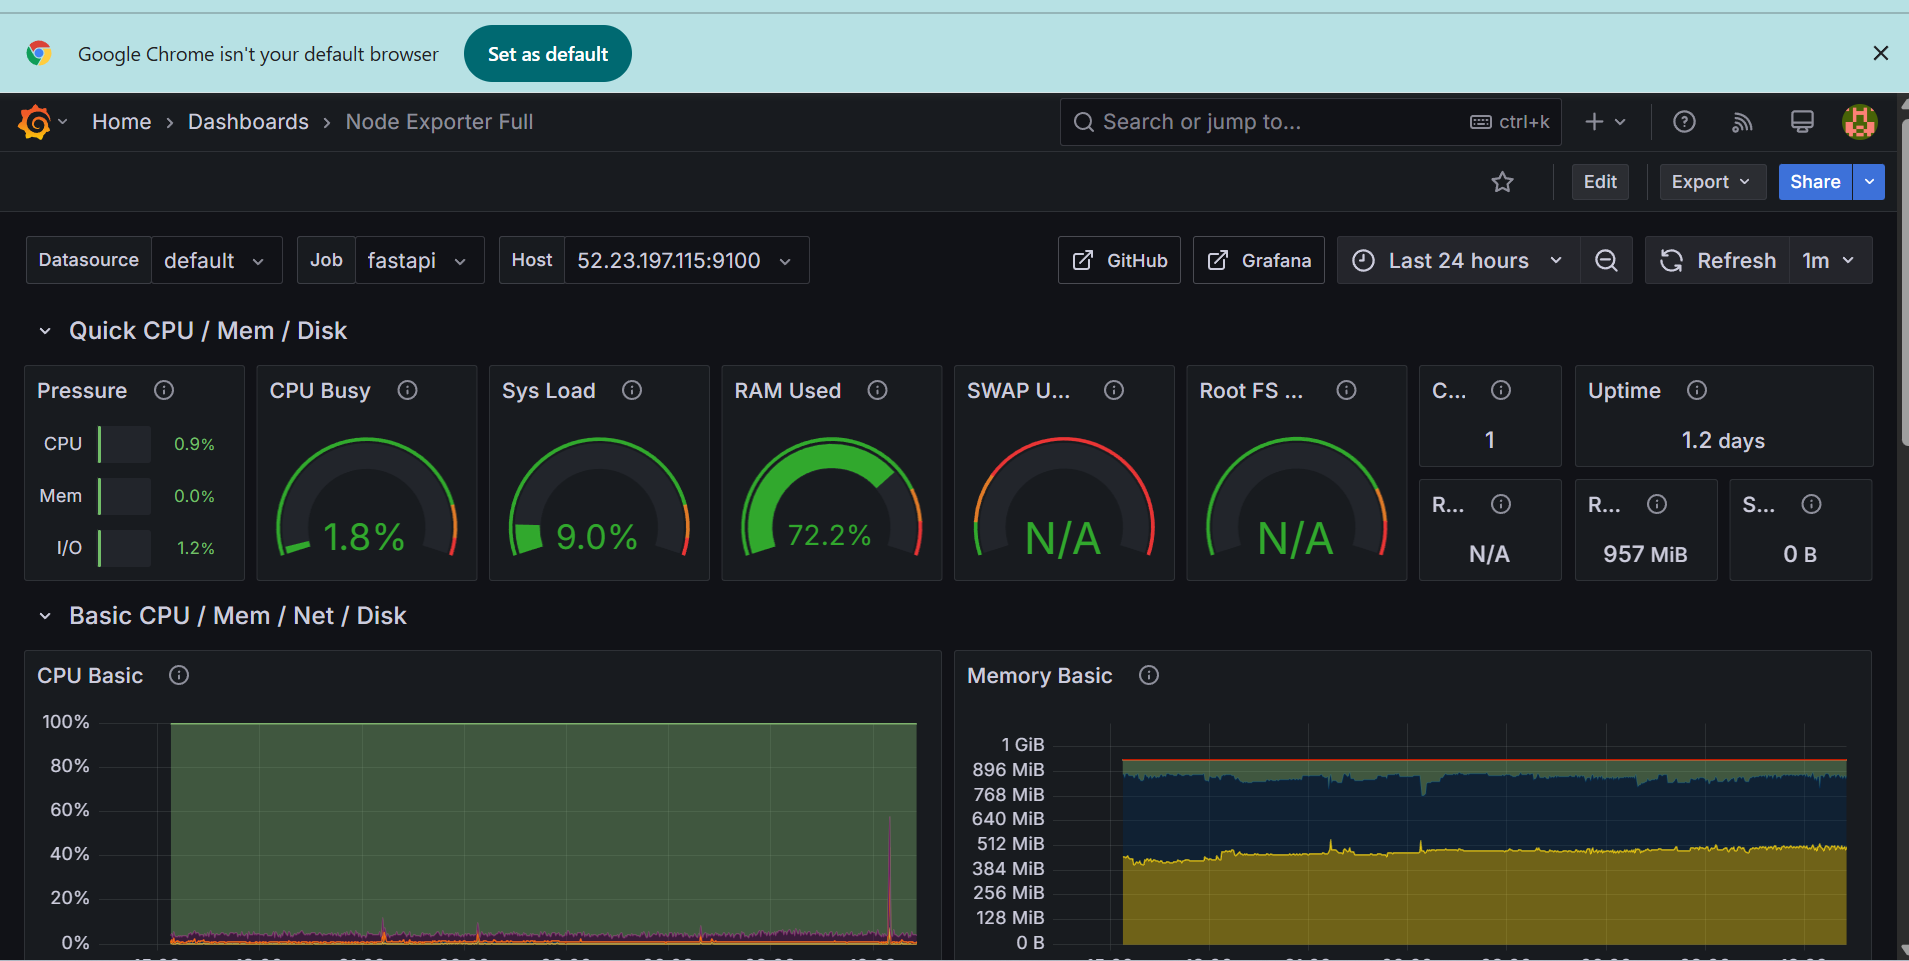 Google Chrome isn't your default browser Set as default
Home › Dashboards › Node Exporter Full Search or jump to... ctrl+k
Edit Export Share
Datasource default Job fastapi Host 52.23.197.115:9100 GitHub Grafana Last 24 hours Refresh 1m
Quick CPU / Mem / Disk
Pressure
CPU 0.9%
Mem 0.0%
I/O 1.2%
CPU Busy
1.8%
Sys Load
9.0%
RAM Used
72.2%
SWAP U...
N/A
Root FS ...
N/A
C...
1
Uptime
1.2 days
R...
N/A
R...
957 MiB
S...
0 B
Basic CPU / Mem / Net / Disk
CPU Basic
100%
80%
60%
40%
20%
0%
Memory Basic
1 GiB
896 MiB
768 MiB
640 MiB
512 MiB
384 MiB
256 MiB
128 MiB
0 B